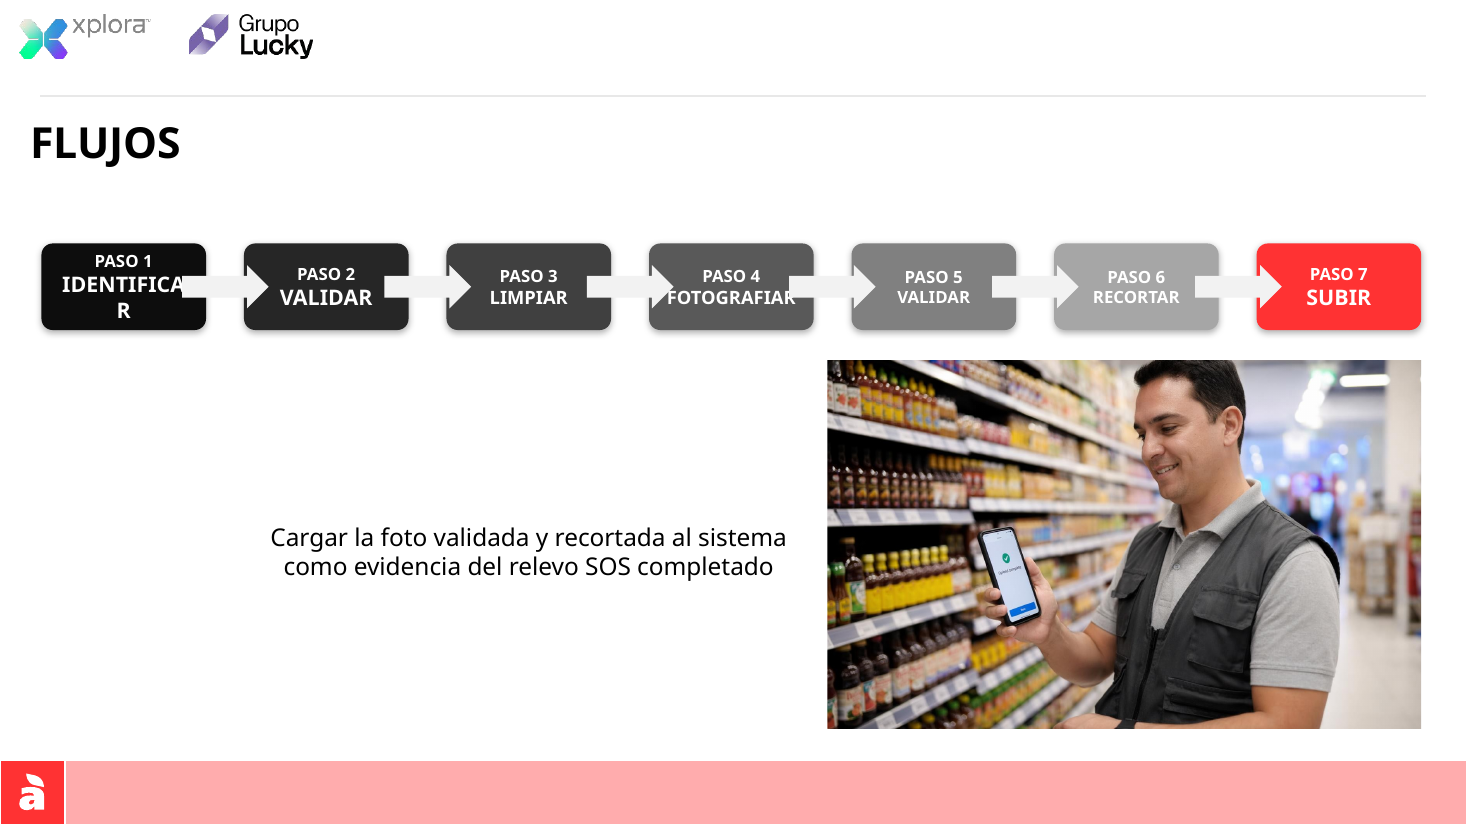 xplora
Grupo
Lucky
FLUJOS
PASO 1
IDENTIFICA
R
PASO 2
VALIDAR
PASO 3
LIMPIAR
PASO 4
FOTOGRAFIAR
PASO 5
VALIDAR
PASO 6
RECORTAR
PASO 7
SUBIR
Cargar la foto validada y recortada al sistema
como evidencia del relevo SOS completado
à